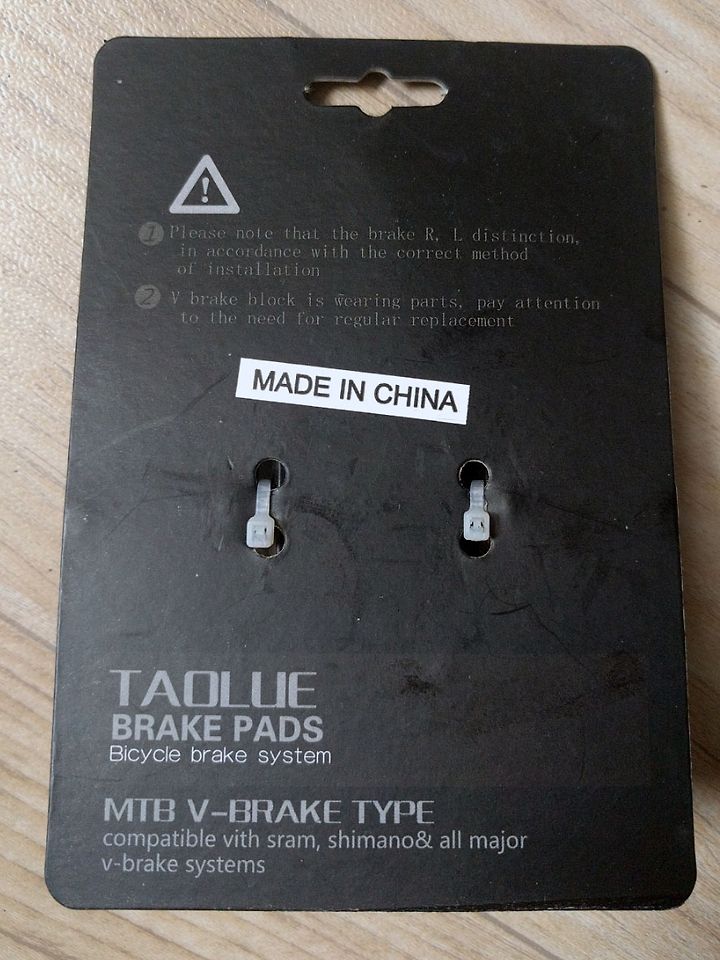 1 Please note that the brake R, L distinction,
in accordance with the correct method
of installation
2 V brake block is wearing parts, pay attention
to the need for regular replacement
MADE IN CHINA
TAOLUE
BRAKE PADS
Bicycle brake system
MTB V-BRAKE TYPE
compatible vith sram, shimano& all major
v-brake systems